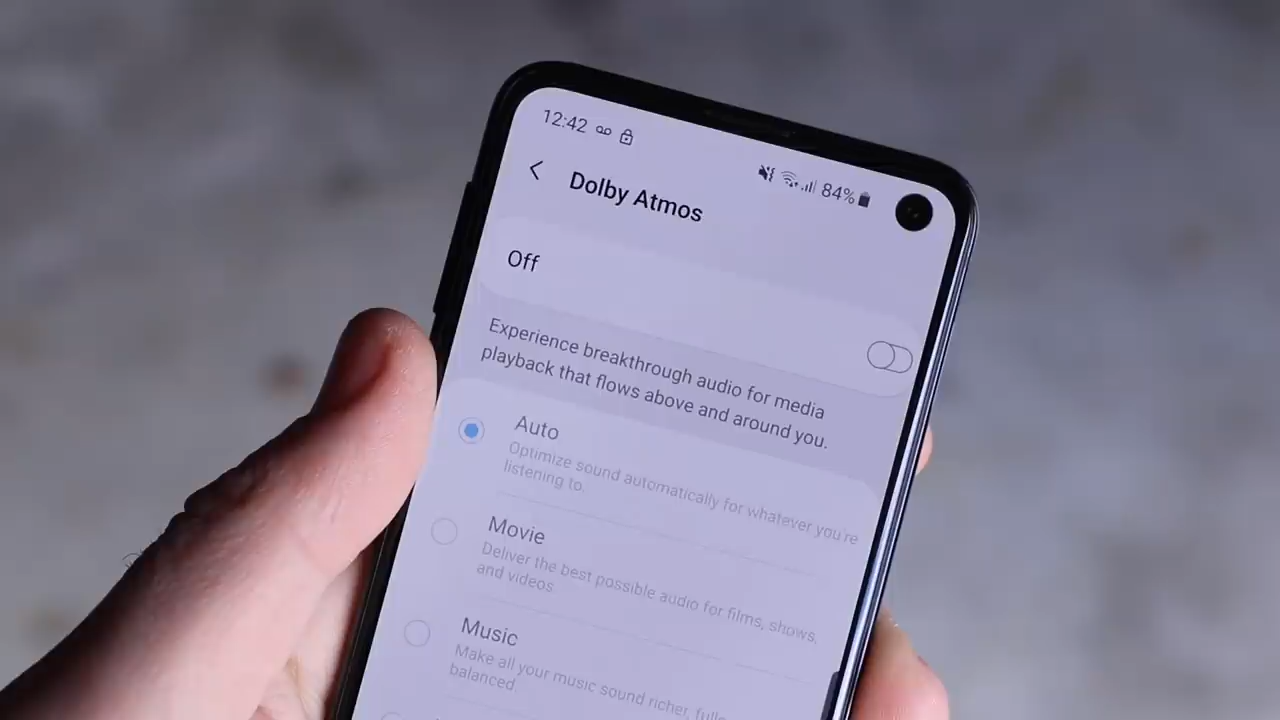 12:42
84%
Dolby Atmos
Off
Experience breakthrough audio for media
playback that flows above and around you.
Auto
Optimize sound automatically for whatever you're
listening to.
Movie
Deliver the best possible audio for films, shows,
and videos.
Music
Make all your music sound richer, fuller
balanced.